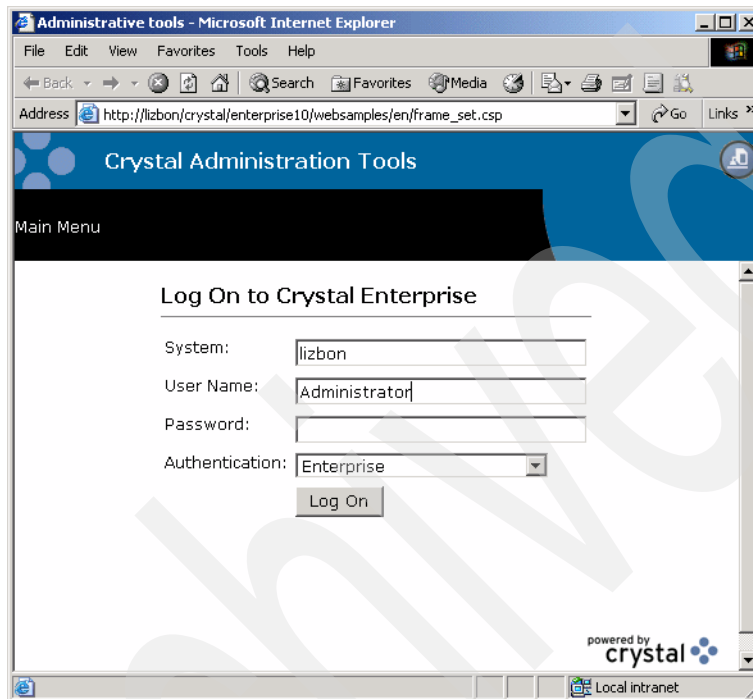 Administrative tools - Microsoft Internet Explorer
File Edit View Favorites Tools Help
Back Search Favorites Media
Address http://lizbon/crystal/enterprise10/websamples/en/frame_set.csp Go Links »
Crystal Administration Tools
Main Menu
Log On to Crystal Enterprise
System: lizbon
User Name: Administrator
Password:
Authentication: Enterprise
Log On
powered by
crystal
Local intranet